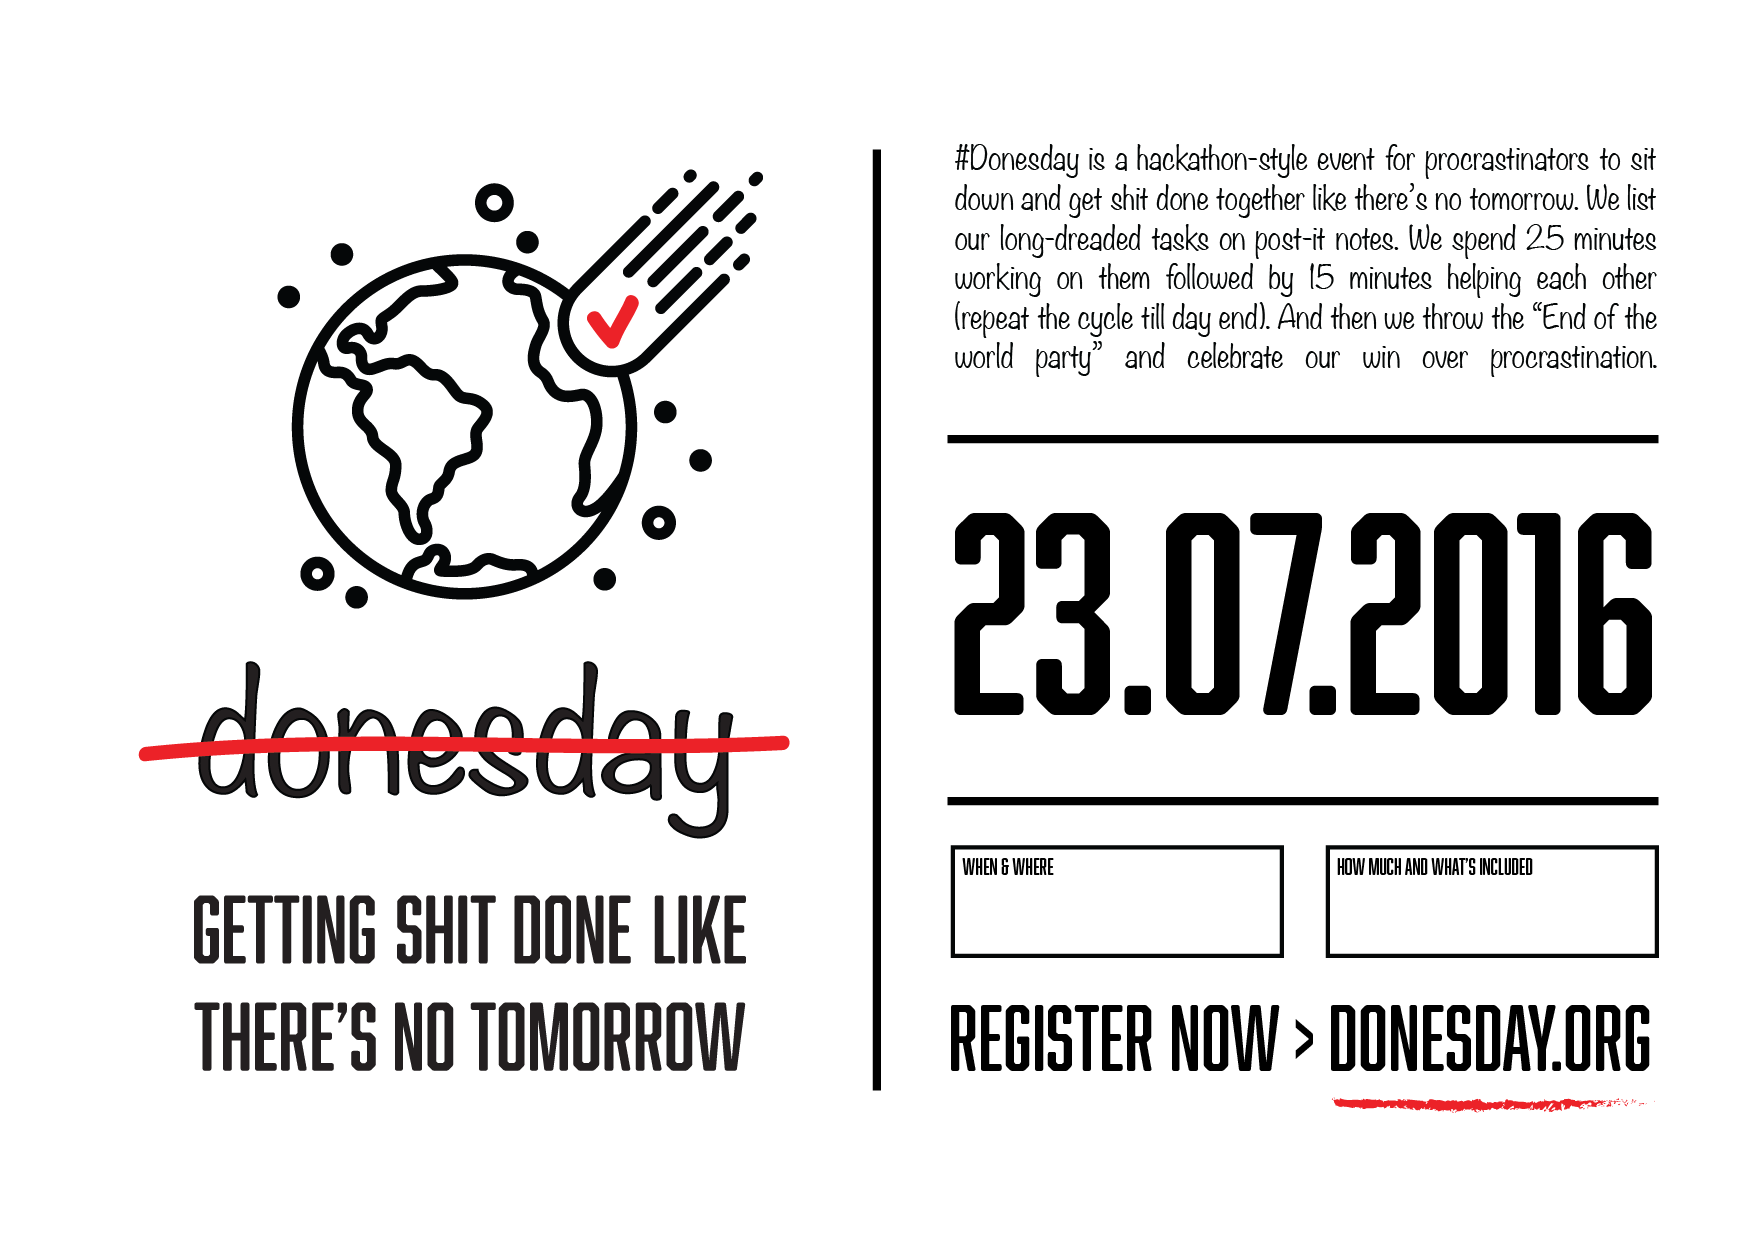 donesday
GETTING SHIT DONE LIKE
THERE'S NO TOMORROW
#Donesday is a hackathon-style event for procrastinators to sit
down and get shit done together like there's no tomorrow. We list
our long-dreaded tasks on post-it notes. We spend 25 minutes
working on them followed by 15 minutes helping each other
(repeat the cycle till day end). And then we throw the “End of the
world party” and celebrate our win over procrastination.
23.07.2016
WHEN & WHERE
HOW MUCH AND WHAT'S INCLUDED
REGISTER NOW > DONESDAY.ORG